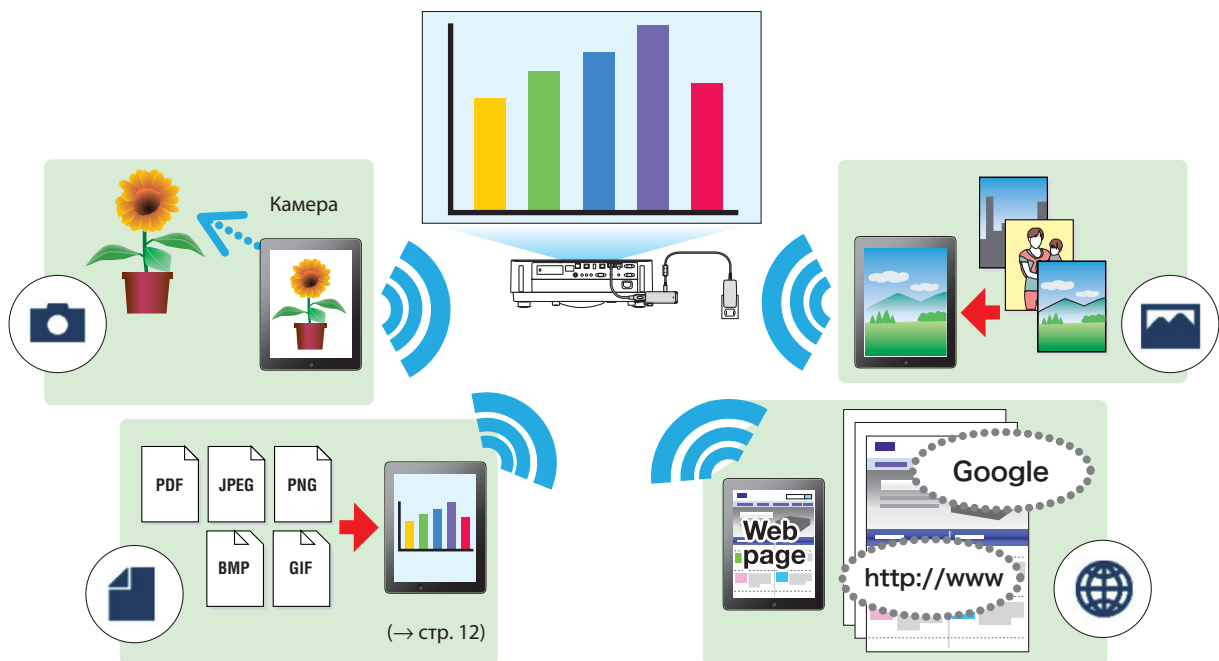 Камера
PDF
JPEG
PNG
BMP
GIF
(→ стр. 12)
Web
page
Google
http://www